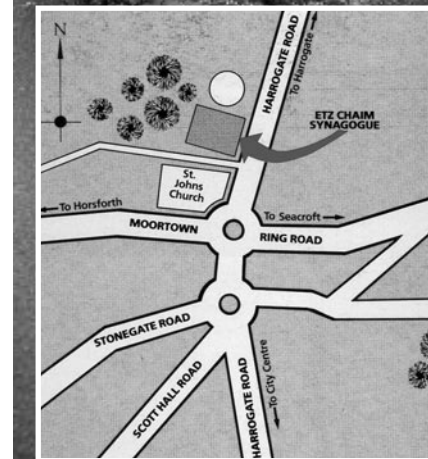 N
HARROGATE ROAD
To Harrogate
ETZ CHAIM
SYNAGOGUE
St.
Johns
Church
To Horsforth
To Seacroft
MOORTOWN
RING ROAD
STONEGATE ROAD
SCOTT HALL ROAD
HARROGATE ROAD
To City Centre